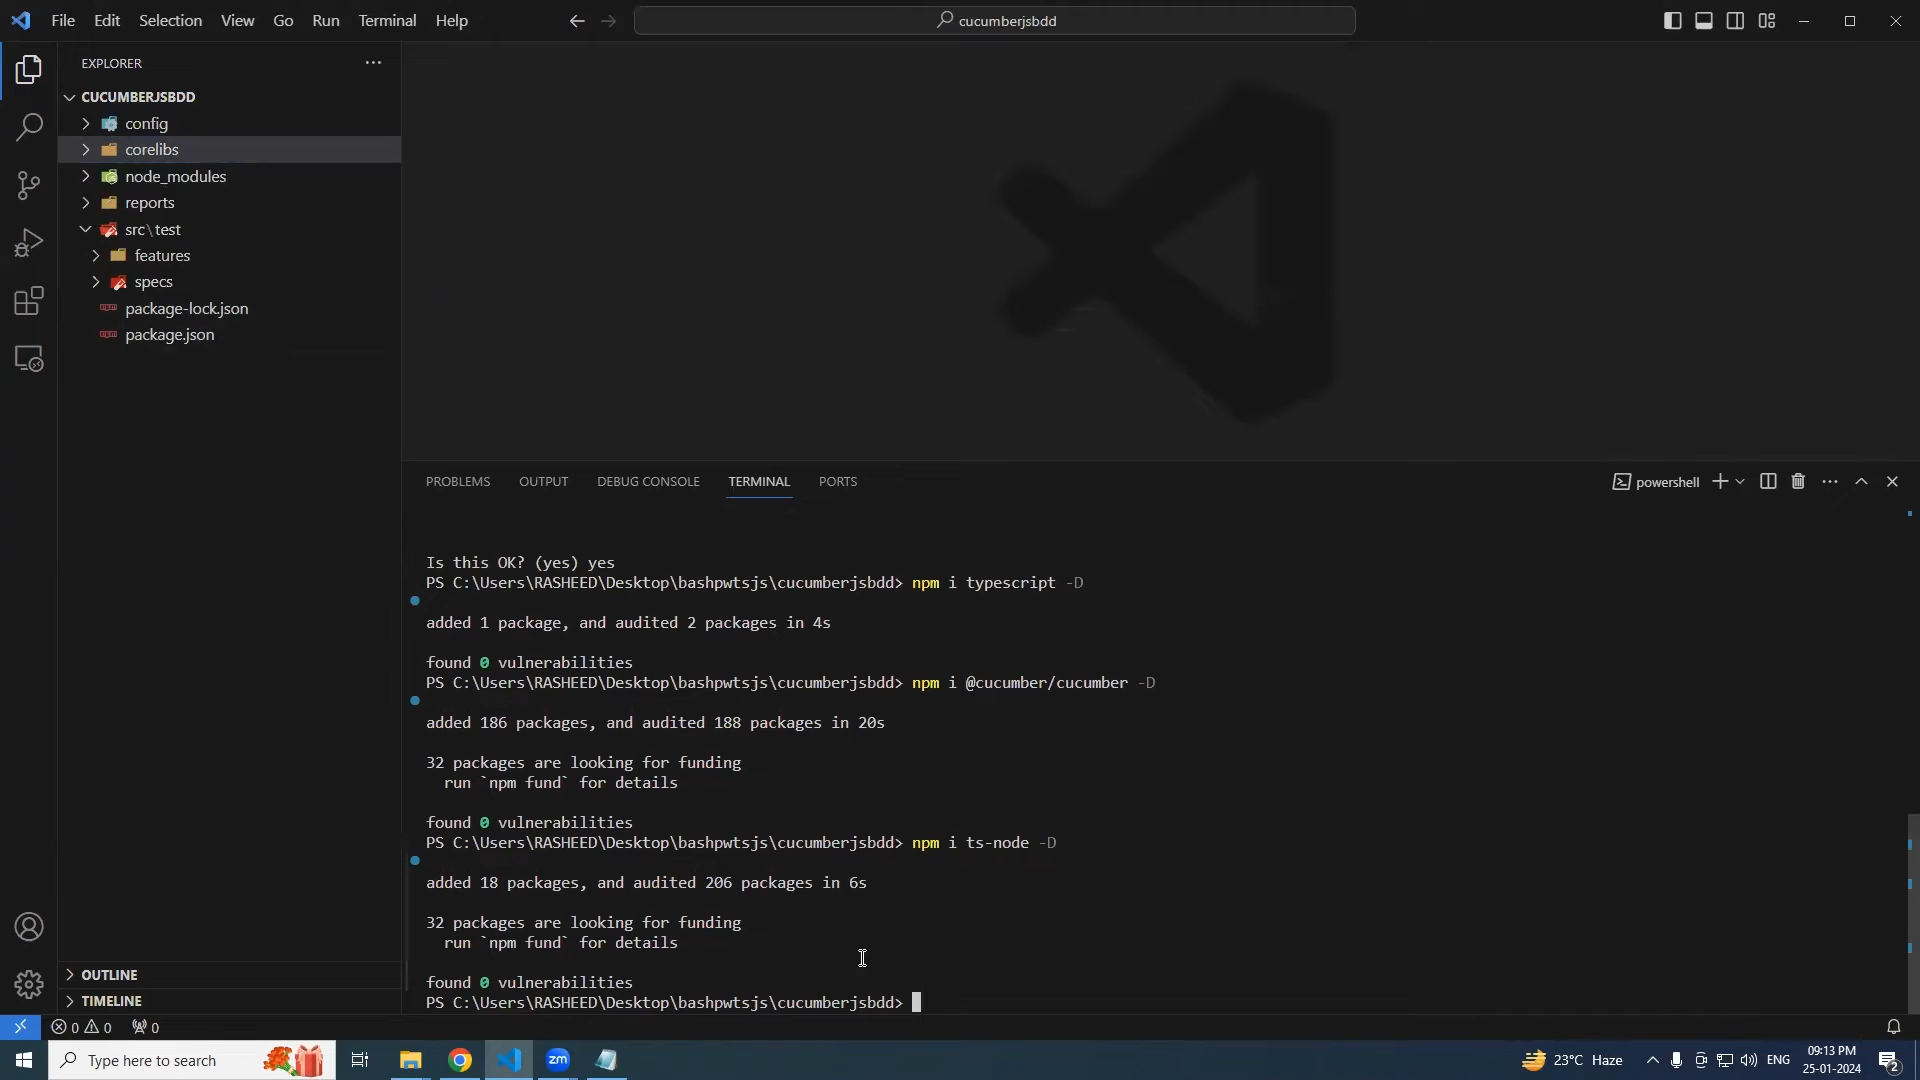 File Edit Selection View Go Run Terminal Help
cucumberjsbdd
EXPLORER
CUCUMBERJSBDD
config
corelibs
node_modules
reports
src\test
features
specs
package-lock.json
package.json
OUTLINE
TIMELINE
PROBLEMS OUTPUT DEBUG CONSOLE TERMINAL PORTS
powershell
Is this OK? (yes) yes
PS C:\Users\RASHEED\Desktop\bashpwtsjs\cucumberjsbdd> npm i typescript -D
added 1 package, and audited 2 packages in 4s
found 0 vulnerabilities
PS C:\Users\RASHEED\Desktop\bashpwtsjs\cucumberjsbdd> npm i @cucumber/cucumber -D
added 186 packages, and audited 188 packages in 20s
32 packages are looking for funding
run `npm fund` for details
found 0 vulnerabilities
PS C:\Users\RASHEED\Desktop\bashpwtsjs\cucumberjsbdd> npm i ts-node -D
added 18 packages, and audited 206 packages in 6s
32 packages are looking for funding
run `npm fund` for details
found 0 vulnerabilities
PS C:\Users\RASHEED\Desktop\bashpwtsjs\cucumberjsbdd>
0 0 0
Type here to search
zm
23°C Haze
ENG
09:13 PM
25-01-2024
2